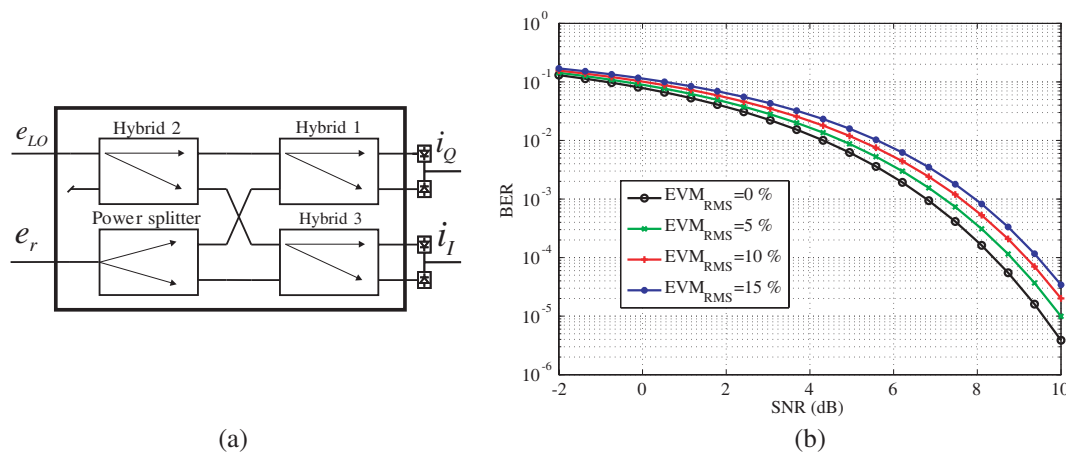 Hybrid 2
Hybrid 1
e_LO
i_Q
Power splitter
Hybrid 3
e_r
i_I
(a)
10^0
10^-1
10^-2
10^-3
10^-4
10^-5
10^-6
BER
EVM_RMS=0 %
EVM_RMS=5 %
EVM_RMS=10 %
EVM_RMS=15 %
-2
0
2
4
6
8
10
SNR (dB)
(b)